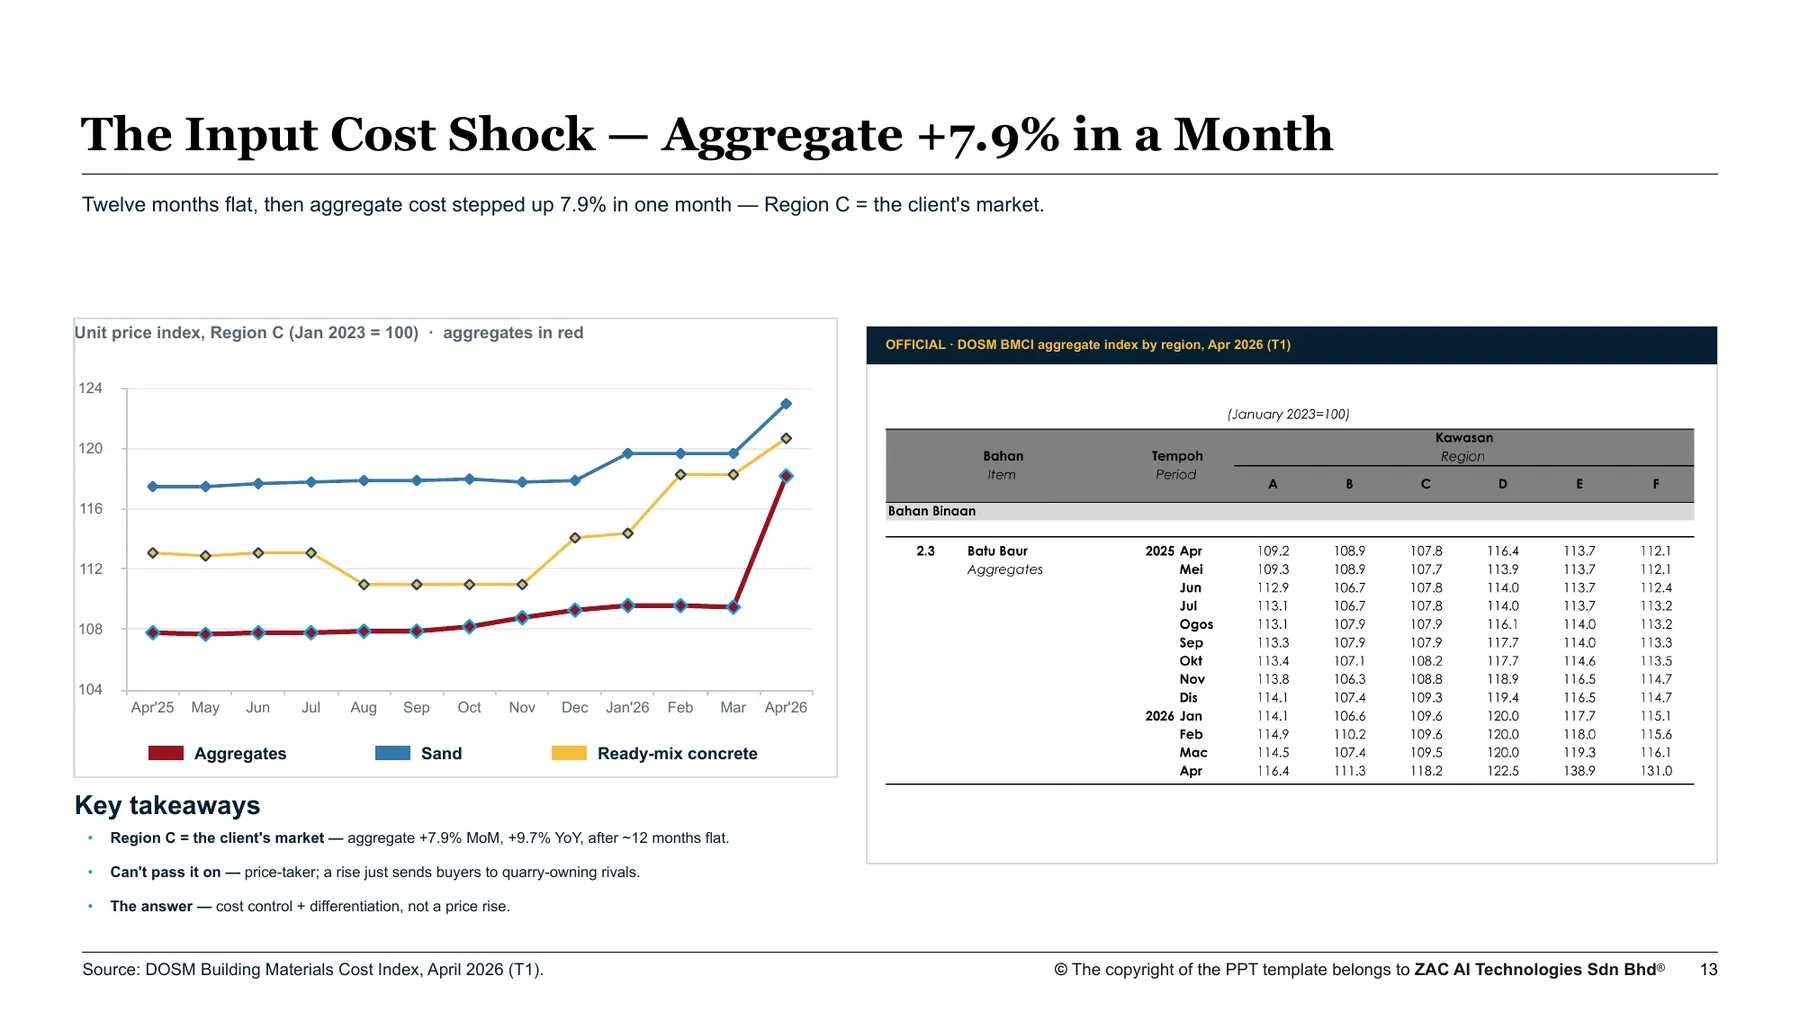 The Input Cost Shock — Aggregate +7.9% in a Month
Twelve months flat, then aggregate cost stepped up 7.9% in one month — Region C = the client's market.
Unit price index, Region C (Jan 2023 = 100) · aggregates in red
124
120
116
112
108
104
Apr'25 May Jun Jul Aug Sep Oct Nov Dec Jan'26 Feb Mar Apr'26
Aggregates Sand Ready-mix concrete
Key takeaways
• Region C = the client's market — aggregate +7.9% MoM, +9.7% YoY, after ~12 months flat.
• Can't pass it on — price-taker; a rise just sends buyers to quarry-owning rivals.
• The answer — cost control + differentiation, not a price rise.
OFFICIAL · DOSM BMCI aggregate index by region, Apr 2026 (T1)
(January 2023=100)
Kawasan
Bahan Tempoh Region
Item Period
A B C D E F
Bahan Binaan
2.3 Batu Baur 2025 Apr 109.2 108.9 107.8 116.4 113.7 112.1
Aggregates Mei 109.3 108.9 107.7 113.9 113.7 112.1
Jun 112.9 106.7 107.8 114.0 113.7 112.4
Jul 113.1 106.7 107.8 114.0 113.7 113.2
Ogos 113.1 107.9 107.9 116.1 114.0 113.2
Sep 113.3 107.9 107.9 117.7 114.0 113.3
Okt 113.4 107.1 108.2 117.7 114.6 113.5
Nov 113.8 106.3 108.8 118.9 116.5 114.7
Dis 114.1 107.4 109.3 119.4 116.5 114.7
2026 Jan 114.1 106.6 109.6 120.0 117.7 115.1
Feb 114.9 110.2 109.6 120.0 118.0 115.6
Mac 114.5 107.4 109.5 120.0 119.3 116.1
Apr 116.4 111.3 118.2 122.5 138.9 131.0
Source: DOSM Building Materials Cost Index, April 2026 (T1).
© The copyright of the PPT template belongs to ZAC AI Technologies Sdn Bhd® 13